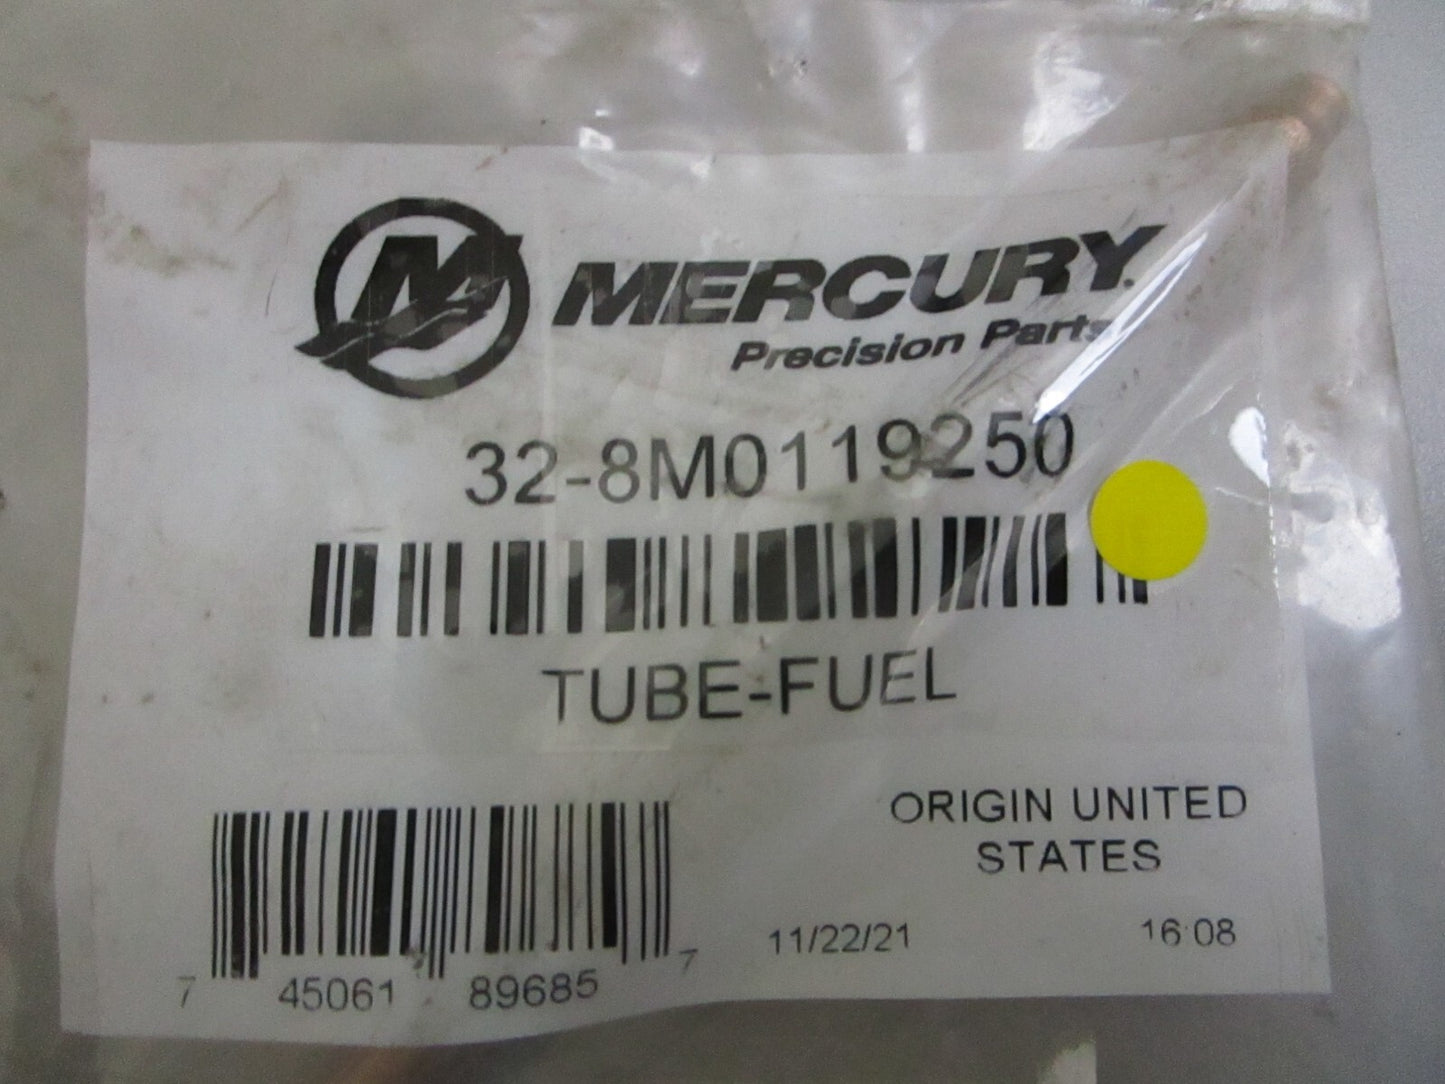 M
MERCURY.
Precision Parts
32-8M0119250
TUBE-FUEL
ORIGIN UNITED
STATES
11/22/21 16:08
7 45061 89685 7